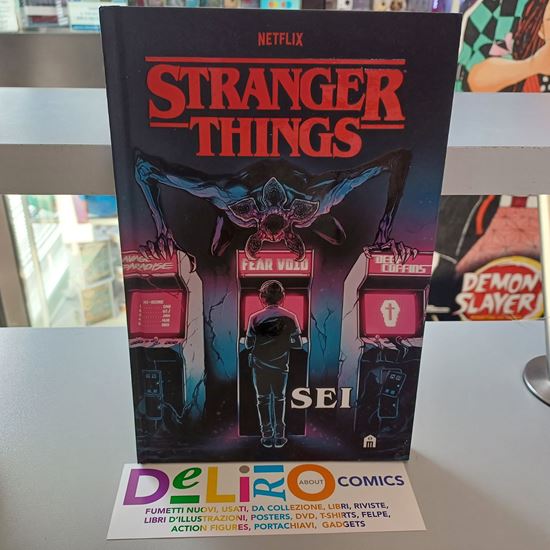 NETFLIX
STRANGER
THINGS
FEAR VOID
SEI
DEMON
SLAYER
DELIRIO ABOUT COMICS
FUMETTI NUOVI, USATI, DA COLLEZIONE, LIBRI, RIVISTE,
LIBRI D'ILLUSTRAZIONI, POSTERS, DVD, T-SHIRTS, FELPE,
ACTION FIGURES, PORTACHIAVI, GADGETS